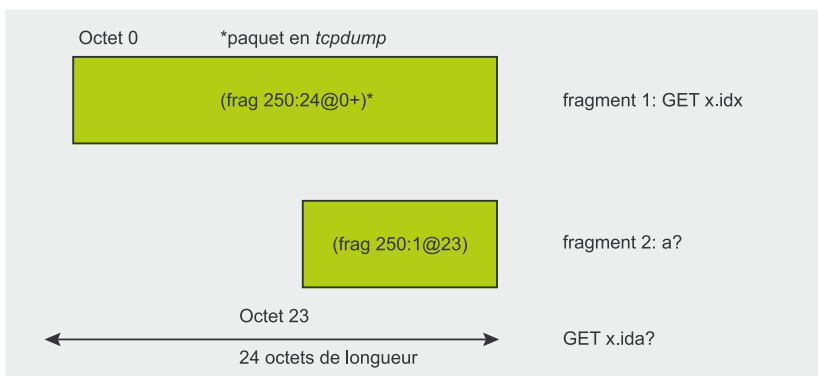 Octet 0
*paquet en tcpdump
(frag 250:24@0+)*
fragment 1: GET x.idx
(frag 250:1@23)
fragment 2: a?
Octet 23
GET x.ida?
24 octets de longueur